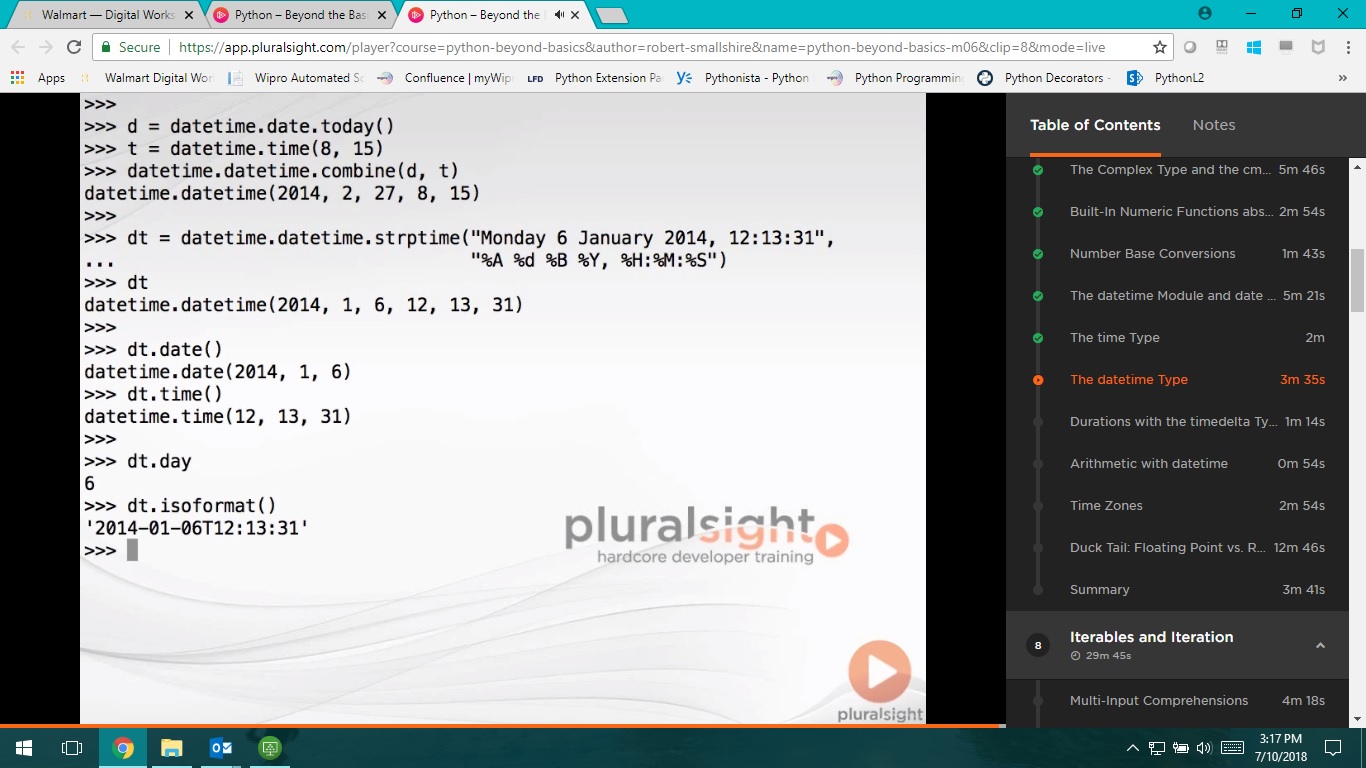 Walmart — Digital Works
Python – Beyond the Bas
Python – Beyond the
Secure
https://app.pluralsight.com/player?course=python-beyond-basics&author=robert-smallshire&name=python-beyond-basics-m06&clip=8&mode=live
Apps
Walmart Digital Wor
Wipro Automated Sc
Confluence | myWip
LFD
Python Extension Pa
Pythonista - Python
Python Programmin
Python Decorators -
PythonL2
»
>>>
>>> d = datetime.date.today()
>>> t = datetime.time(8, 15)
>>> datetime.datetime.combine(d, t)
datetime.datetime(2014, 2, 27, 8, 15)
>>>
>>> dt = datetime.datetime.strptime("Monday 6 January 2014, 12:13:31",
... "%A %d %B %Y, %H:%M:%S")
>>> dt
datetime.datetime(2014, 1, 6, 12, 13, 31)
>>>
>>> dt.date()
datetime.date(2014, 1, 6)
>>> dt.time()
datetime.time(12, 13, 31)
>>>
>>> dt.day
6
>>> dt.isoformat()
'2014-01-06T12:13:31'
>>>
pluralsight
hardcore developer training
pluralsight
Table of Contents
Notes
The Complex Type and the cm... 5m 46s
Built-In Numeric Functions abs... 2m 54s
Number Base Conversions 1m 43s
The datetime Module and date ... 5m 21s
The time Type 2m
The datetime Type 3m 35s
Durations with the timedelta Ty... 1m 14s
Arithmetic with datetime 0m 54s
Time Zones 2m 54s
Duck Tail: Floating Point vs. R... 12m 46s
Summary 3m 41s
8 Iterables and Iteration
29m 45s
Multi-Input Comprehensions 4m 18s
3:17 PM
7/10/2018